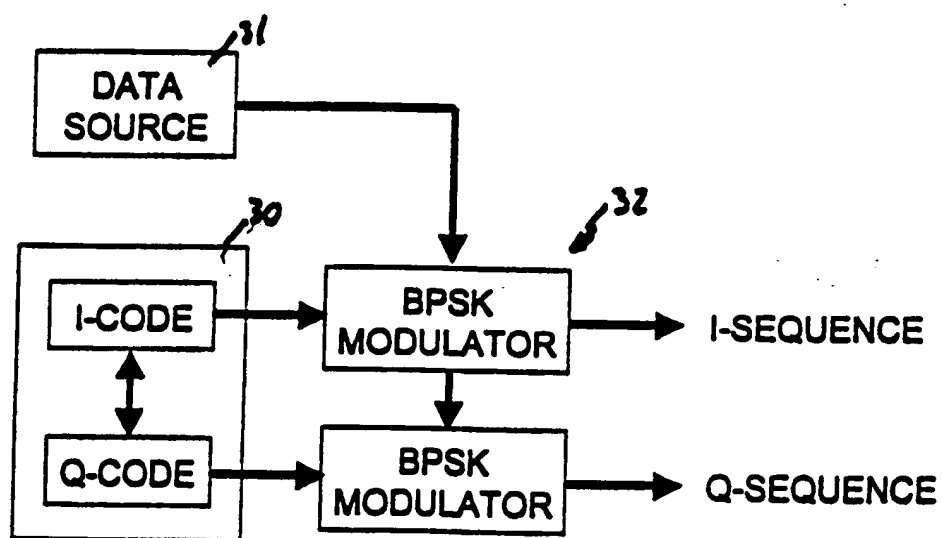 31
DATA
SOURCE
30
32
I-CODE
BPSK
MODULATOR
I-SEQUENCE
Q-CODE
BPSK
MODULATOR
Q-SEQUENCE